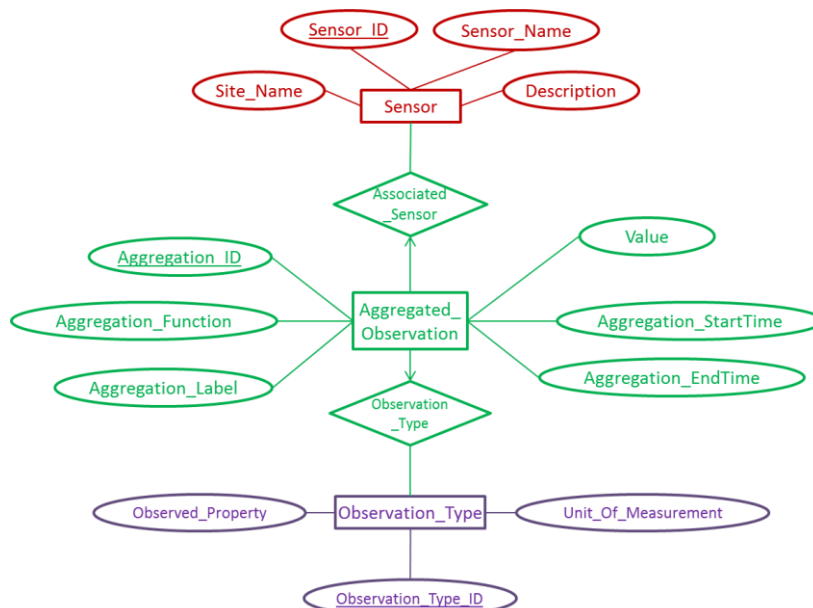 Sensor_ID
Sensor_Name
Site_Name
Description
Sensor
Associated
_Sensor
Value
Aggregation_ID
Aggregation_Function
Aggregated_
Observation
Aggregation_StartTime
Aggregation_Label
Aggregation_EndTime
Observation
_Type
Observed_Property
Observation_Type
Unit_Of_Measurement
Observation_Type_ID